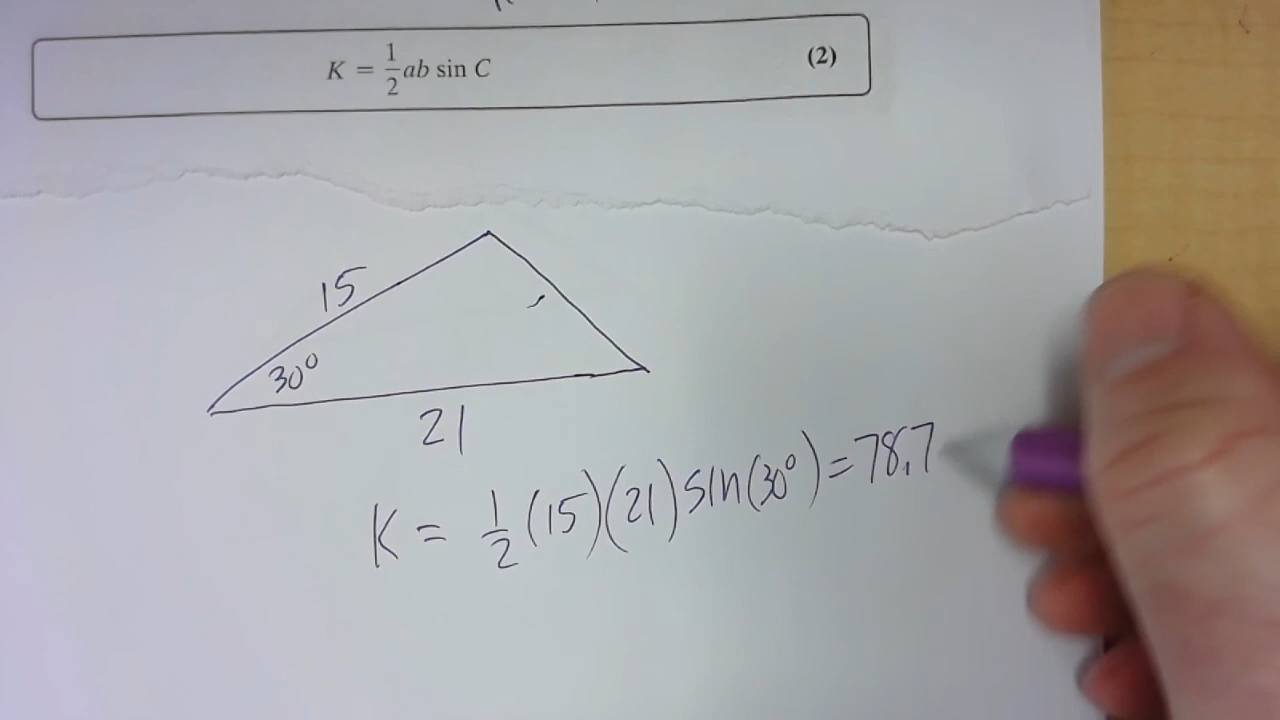 K = 1/2 ab sin C (2)
15
30°
21
K = 1/2 (15)(21) sin(30°) = 78.7